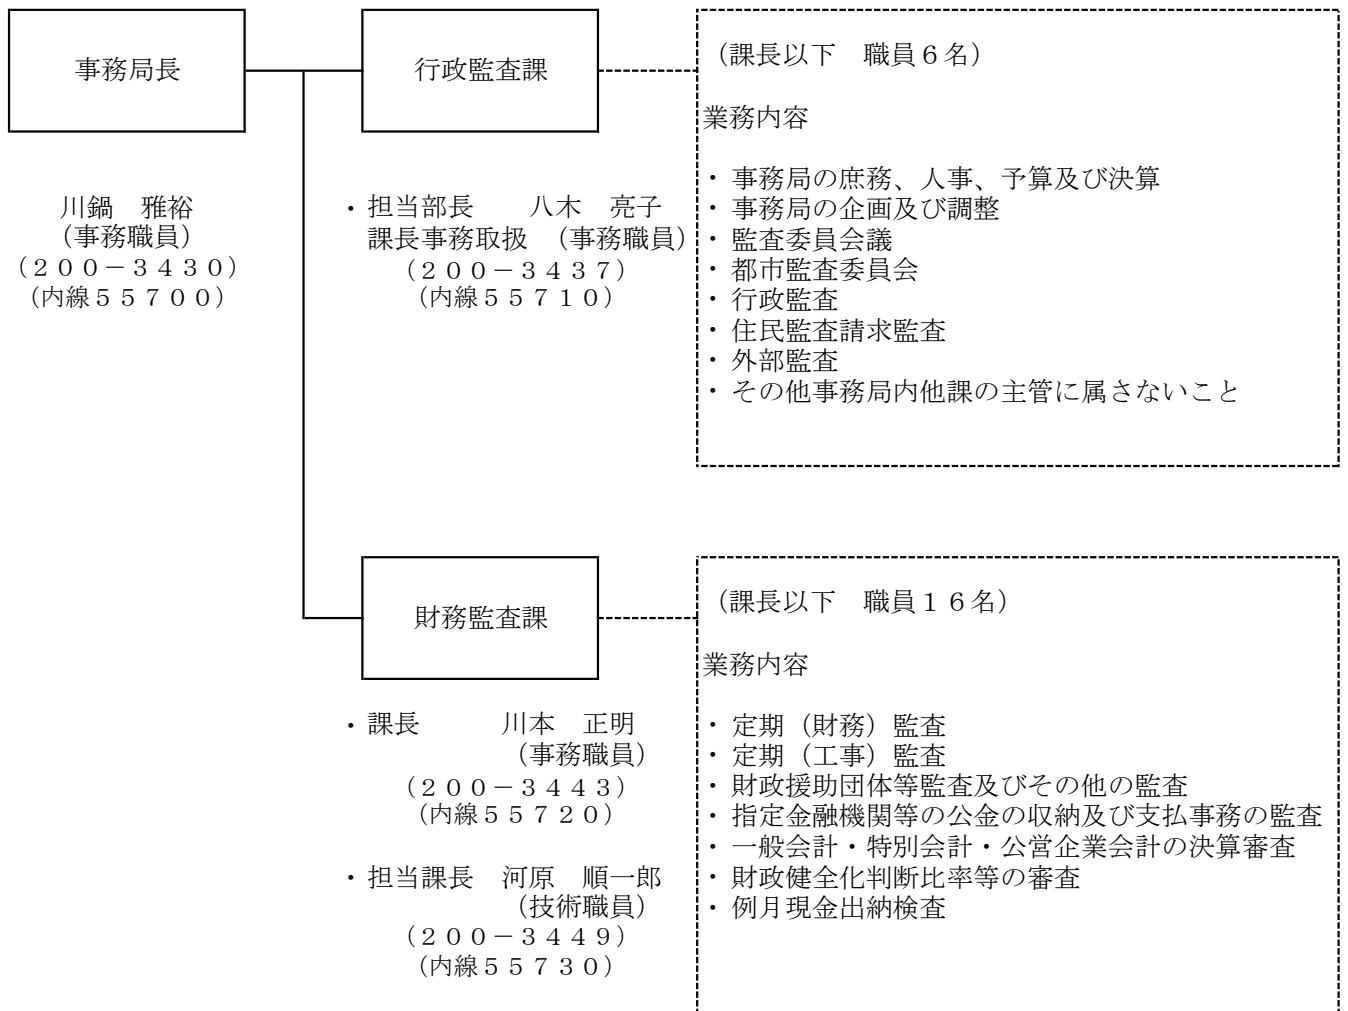 事務局長
川鍋　雅裕
（事務職員）
（２００－３４３０）
（内線５５７００）
行政監査課
・担当部長　　八木　亮子
課長事務取扱　（事務職員）
（２００－３４３７）
（内線５５７１０）
（課長以下　職員６名）
業務内容
・事務局の庶務、人事、予算及び決算
・事務局の企画及び調整
・監査委員会議
・都市監査委員会
・行政監査
・住民監査請求監査
・外部監査
・その他事務局内他課の主管に属さないこと
財務監査課
・課長　　　川本　正明
（事務職員）
（２００－３４４３）
（内線５５７２０）
・担当課長　河原　順一郎
（技術職員）
（２００－３４４９）
（内線５５７３０）
（課長以下　職員１６名）
業務内容
・定期（財務）監査
・定期（工事）監査
・財政援助団体等監査及びその他の監査
・指定金融機関等の公金の収納及び支払事務の監査
・一般会計・特別会計・公営企業会計の決算審査
・財政健全化判断比率等の審査
・例月現金出納検査